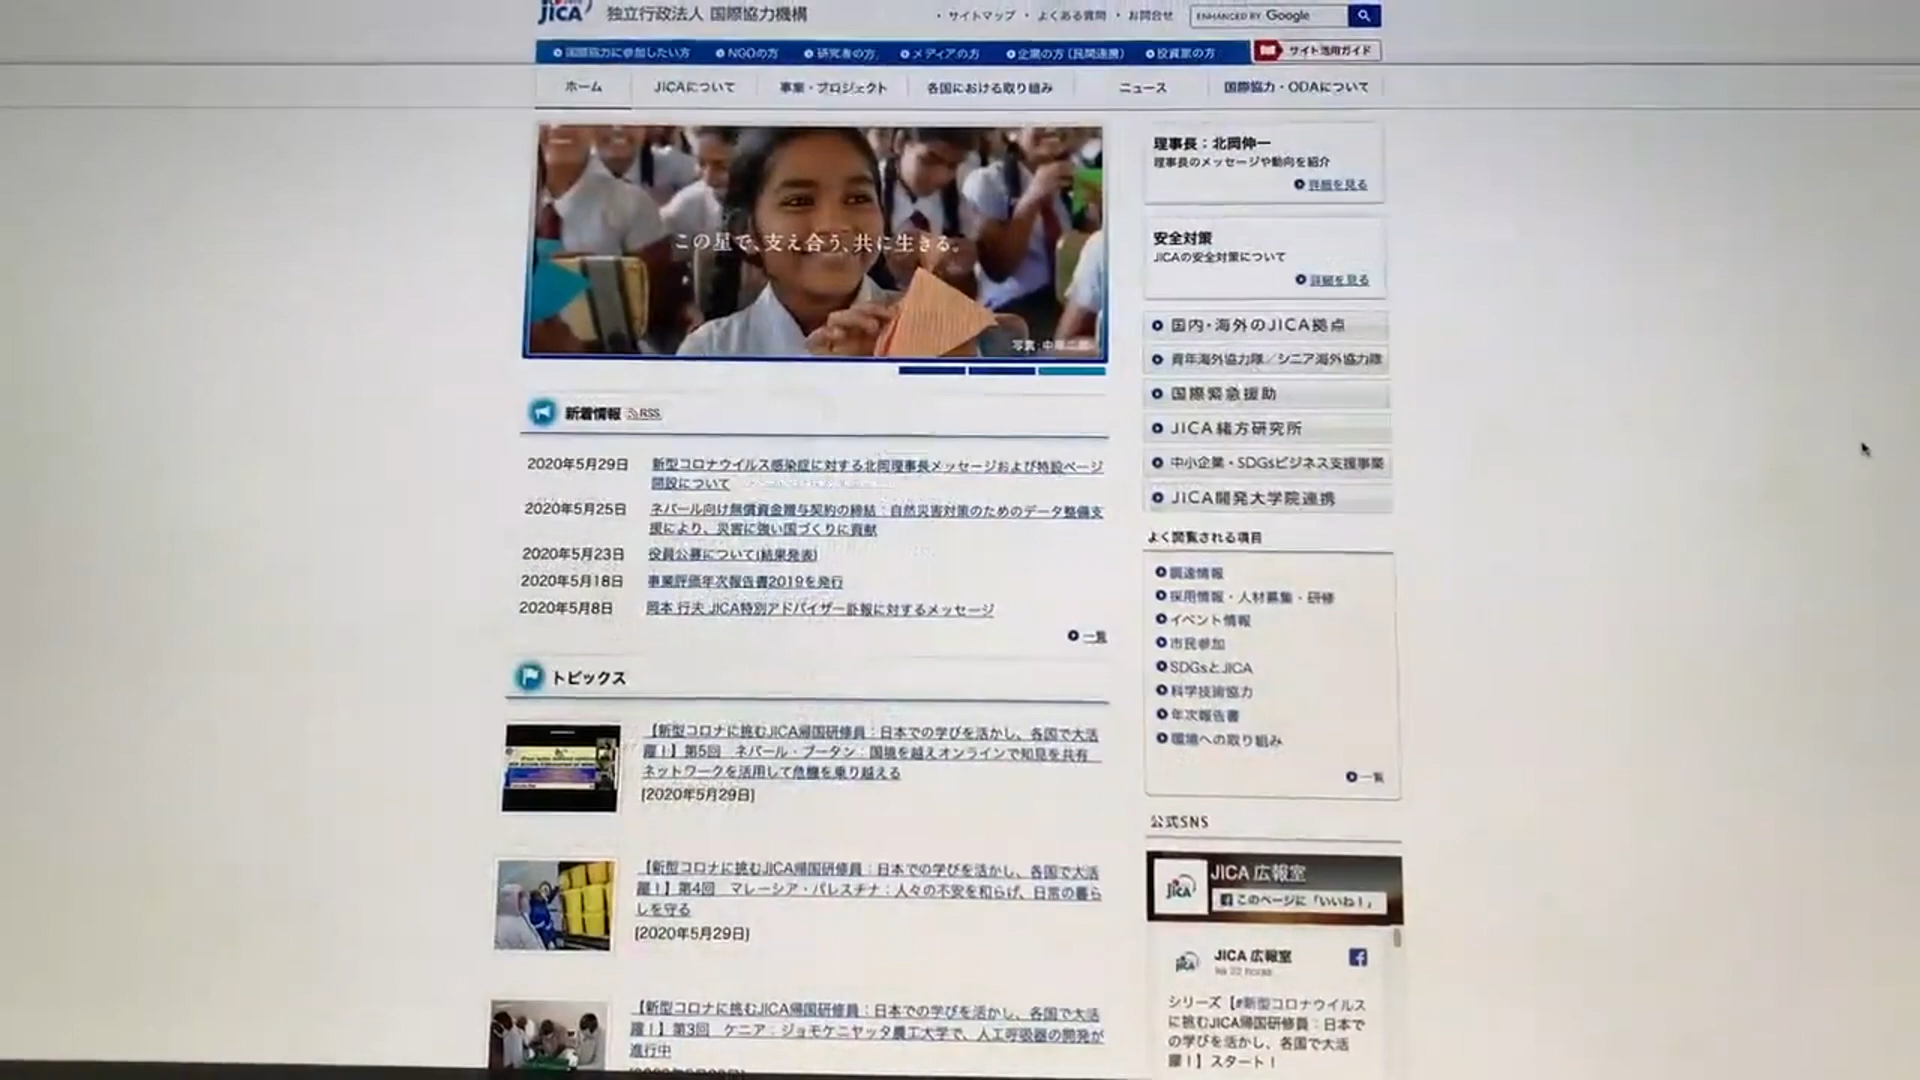 JICA 独立行政法人 国際協力機構
・サイトマップ ・よくある質問 ・お問合せ
ENHANCED BY Google
国際協力に参加したい方 NGOの方 研究者の方 メディアの方 企業の方(民間連携) 投資家の方
サイト活用ガイド
ホーム JICAについて 事業・プロジェクト 各国における取り組み ニュース 国際協力・ODAについて
この星で、支え合う、共に生きる。
新着情報 RSS
2020年5月29日 新型コロナウイルス感染症に対する北岡理事長メッセージおよび特設ページ
開設について
2020年5月25日 ネパール向け無償資金贈与契約の締結:自然災害対策のためのデータ整備支
援により、災害に強い国づくりに貢献
2020年5月23日 役員公募について(結果発表)
2020年5月18日 事業評価年次報告書2019を発行
2020年5月8日 岡本 行夫 JICA特別アドバイザー訃報に対するメッセージ
一覧
トピックス
【新型コロナに挑むJICA帰国研修員:日本での学びを活かし、各国で大活
躍!】第5回 ネパール・ブータン:国境を越えオンラインで知見を共有
ネットワークを活用して危機を乗り越える
[2020年5月29日]
【新型コロナに挑むJICA帰国研修員:日本での学びを活かし、各国で大活
躍!】第4回 マレーシア・パレスチナ:人々の不安を和らげ、日常の暮ら
しを守る
[2020年5月29日]
【新型コロナに挑むJICA帰国研修員:日本での学びを活かし、各国で大活
躍!】第3回 ケニア:ジョモケニヤッタ農工大学で、人工呼吸器の開発が
進行中
理事長:北岡伸一
理事長のメッセージや動向を紹介
詳細を見る
安全対策
JICAの安全対策について
詳細を見る
国内・海外のJICA拠点
青年海外協力隊/シニア海外協力隊
国際緊急援助
JICA緒方研究所
中小企業・SDGsビジネス支援事業
JICA開発大学院連携
よく閲覧される項目
調達情報
採用情報・人材募集・研修
イベント情報
市民参加
SDGsとJICA
科学技術協力
年次報告書
環境への取り組み
一覧
公式SNS
JICA 広報室
このページに「いいね!」
JICA 広報室
ha 22 horas
シリーズ【#新型コロナウイルス
に挑むJICA帰国研修員:日本で
の学びを活かし、各国で大活
躍!】スタート!